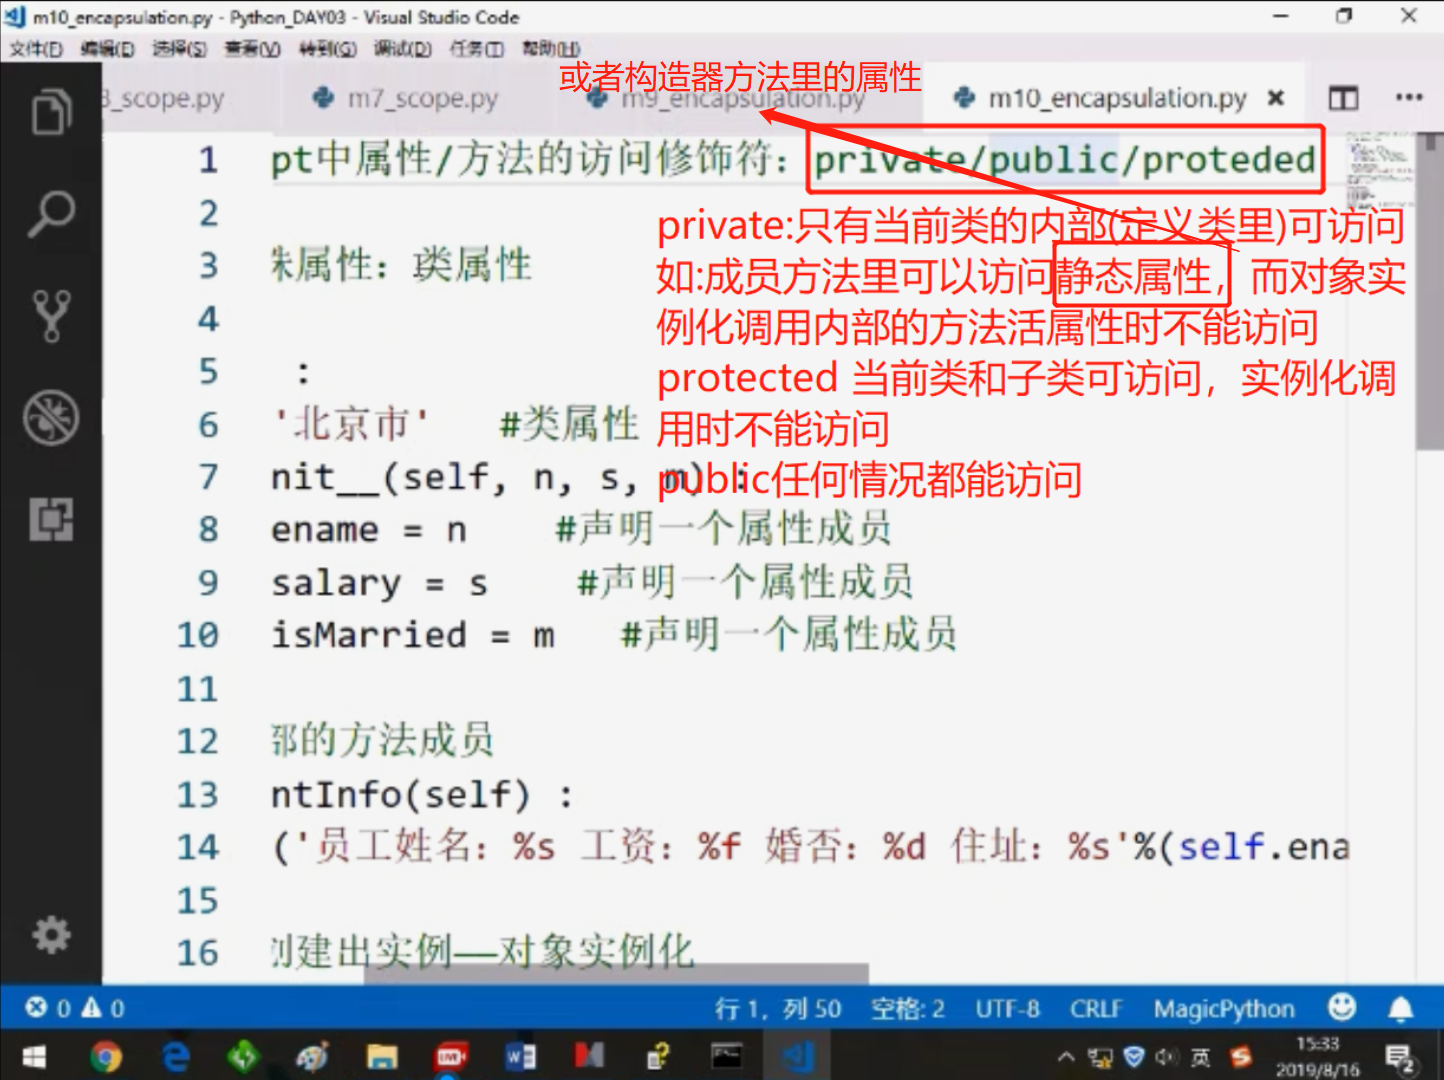 m10_encapsulation.py - Python_DAY03 - Visual Studio Code
文件(F) 编辑(E) 选择(S) 查看(V) 转到(G) 调试(D) 任务(T) 帮助(H)
或者构造器方法里的属性
_scope.py m7_scope.py m9_encapsulation.py m10_encapsulation.py
1 pt中属性/方法的访问修饰符：private/public/proteded
private:只有当前类的内部(定义类里)可访问
2
3 属性：类属性
如:成员方法里可以访问静态属性，而对象实
例化调用内部的方法活属性时不能访问
4
5 :
protected 当前类和子类可访问，实例化调
用时不能访问
6 '北京市' #类属性
public任何情况都能访问
7 nit__(self, n, s, m) :
8 ename = n #声明一个属性成员
9 salary = s #声明一个属性成员
10 isMarried = m #声明一个属性成员
11
12 部的方法成员
13 ntInfo(self) :
14 ('员工姓名：%s 工资：%f 婚否：%d 住址：%s'%(self.ena
15
16 创建出实例——对象实例化
0 0 行 1，列 50 空格: 2 UTF-8 CRLF MagicPython
英 15:33
2019/8/16 2